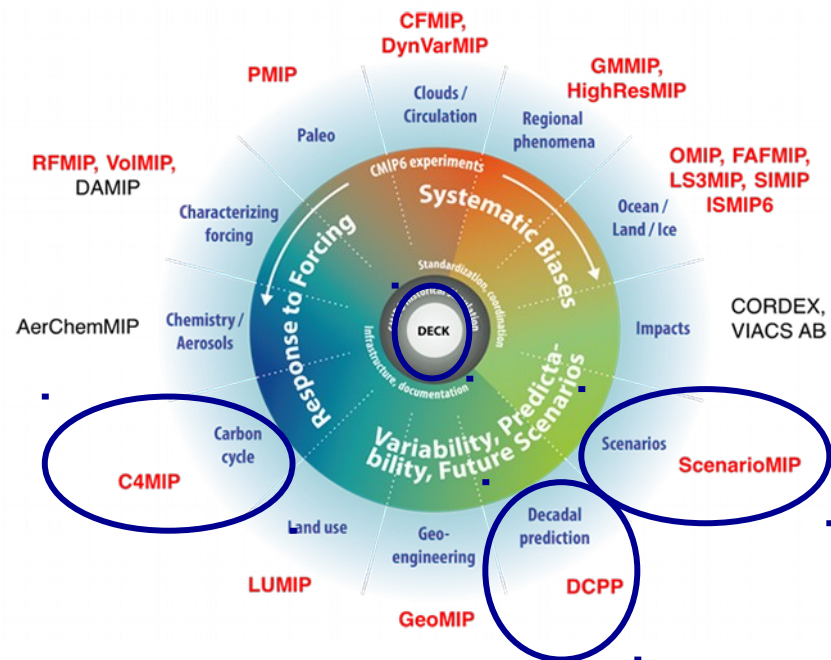 CFMIP,
DynVarMIP
PMIP
GMMIP,
HighResMIP
Clouds /
Circulation
Paleo
Regional
phenomena
RFMIP, VolMIP,
DAMIP
OMIP, FAFMIP,
LS3MIP, SIMIP
ISMIP6
CMIP6 experiments
Characterizing
forcing
Systematic Biases
Ocean /
Land / Ice
Response to Forcing
Standardization, coordination
AerChemMIP
Chemistry /
Aerosols
DECK
Impacts
CORDEX,
VIACS AB
Infrastructure, documentation
Variability, Predicta-
bility, Future Scenarios
Carbon
cycle
C4MIP
Scenarios
ScenarioMIP
Land use
Geo-
engineering
Decadal
prediction
LUMIP
GeoMIP
DCPP